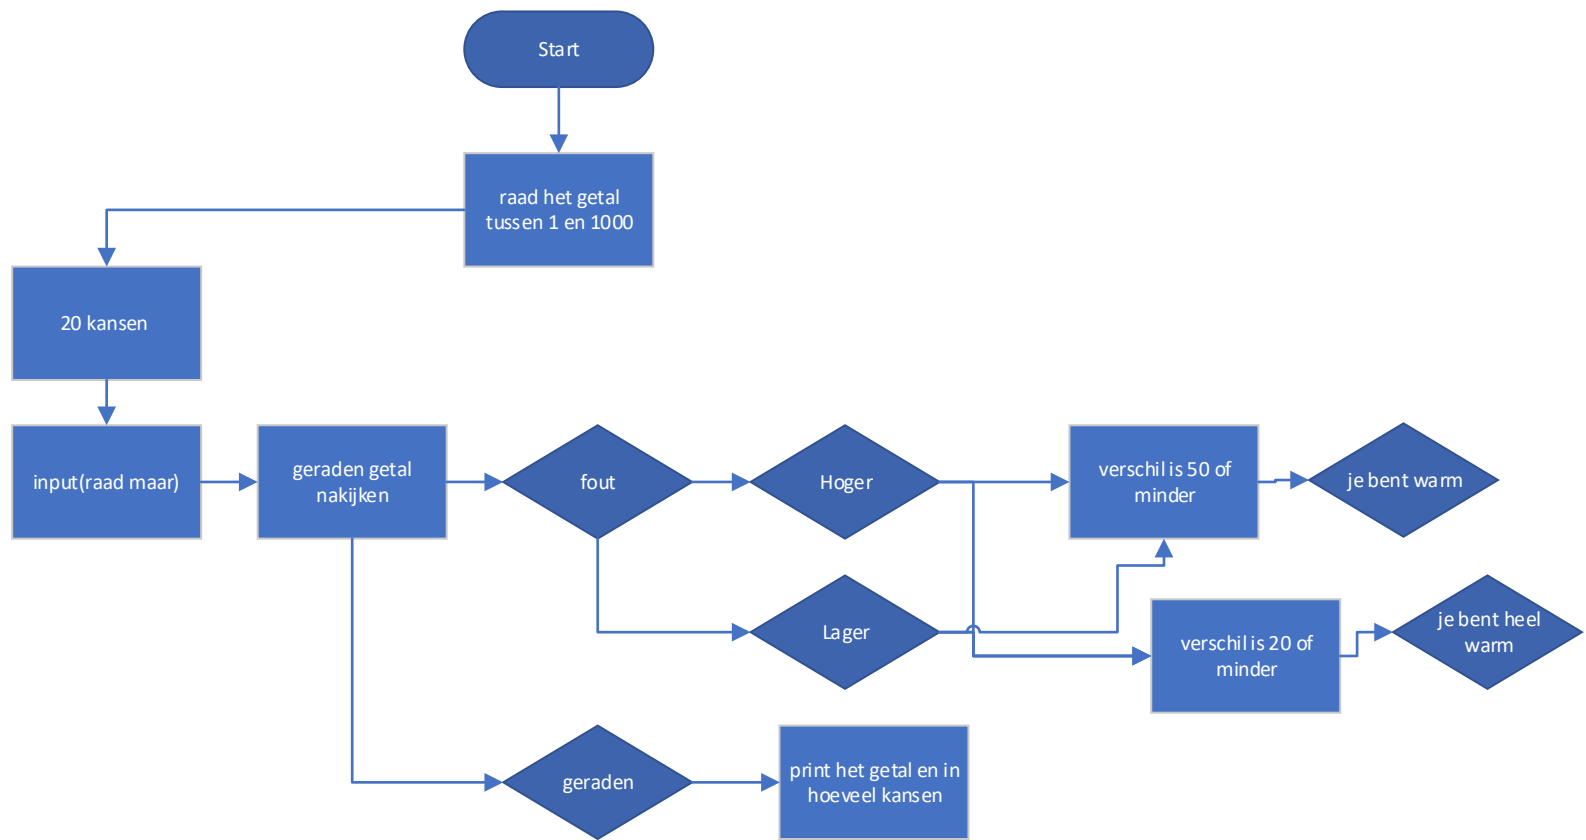 Start
raad het getal
tussen 1 en 1000
20 kansen
input(raad maar)
geraden getal
nakijken
fout
Hoger
verschil is 50 of
minder
je bent warm
Lager
verschil is 20 of
minder
je bent heel
warm
geraden
print het getal en in
hoeveel kansen